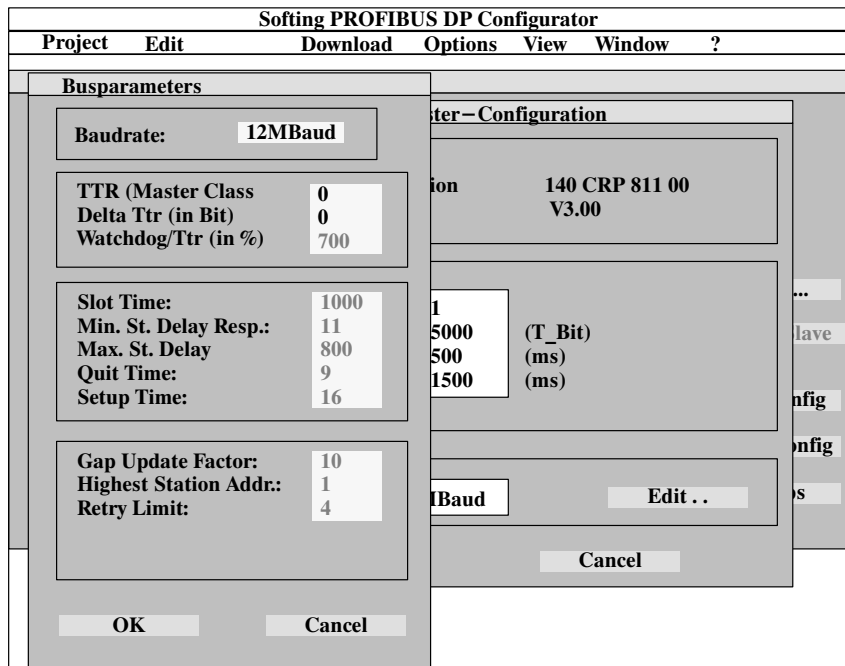 Softing PROFIBUS DP Configurator
Project Edit Download Options View Window ?
Busparameters
Baudrate: 12MBaud
TTR (Master Class 0
Delta Ttr (in Bit) 0
Watchdog/Ttr (in %) 700
Slot Time: 1000
Min. St. Delay Resp.: 11
Max. St. Delay 800
Quit Time: 9
Setup Time: 16
Gap Update Factor: 10
Highest Station Addr.: 1
Retry Limit: 4
OK Cancel
ster–Configuration
ion 140 CRP 811 00
V3.00
1
5000 (T_Bit)
500 (ms)
1500 (ms)
MBaud Edit . .
Cancel
...
Slave
nfig
onfig
os